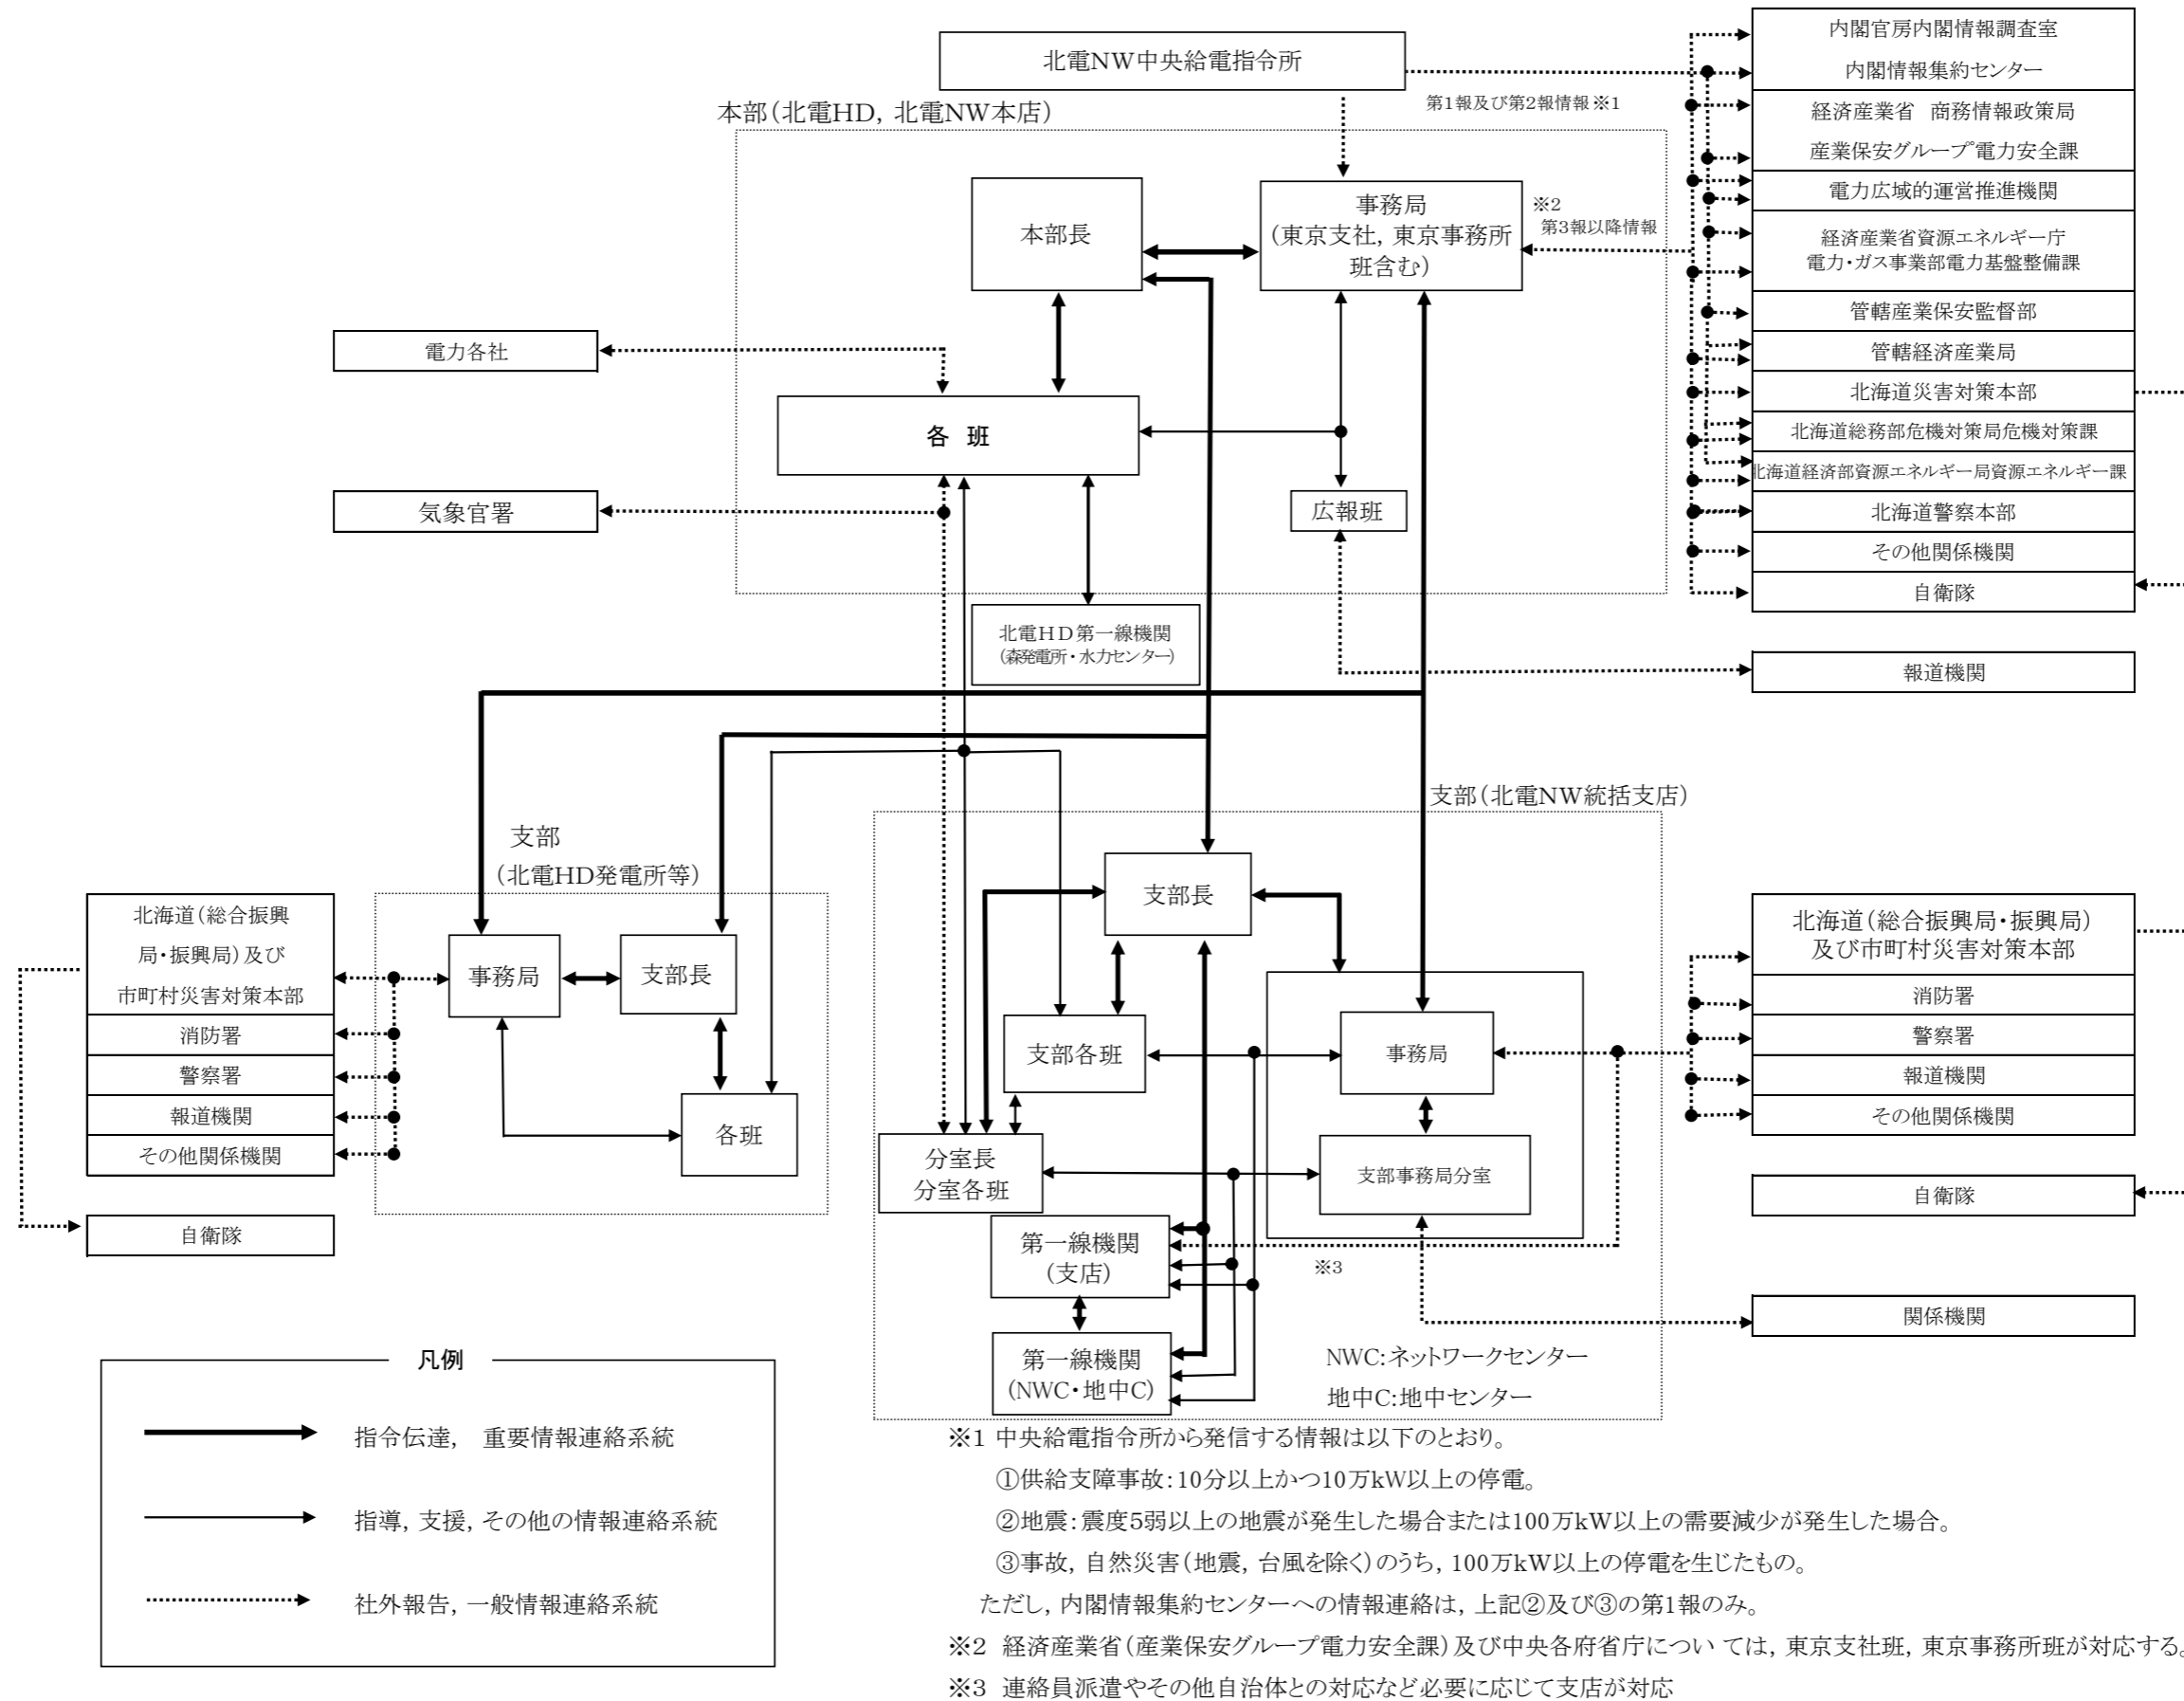 北電NW中央給電指令所
第1報及び第2報情報※1
本部（北電HD，北電NW本店）
本部長
事務局
（東京支社，東京事務所
班含む）
※2
第3報以降情報
電力各社
各 班
気象官署
広報班
北電HD第一線機関
（森発電所・水力センター）
内閣官房内閣情報調査室
内閣情報集約センター
経済産業省 商務情報政策局
産業保安グループ電力安全課
電力広域的運営推進機関
経済産業省資源エネルギー庁
電力・ガス事業部電力基盤整備課
管轄産業保安監督部
管轄経済産業局
北海道災害対策本部
北海道総務部危機対策局危機対策課
北海道経済部資源エネルギー局資源エネルギー課
北海道警察本部
その他関係機関
自衛隊
報道機関
支部
（北電HD発電所等）
北海道（総合振興
局・振興局）及び
市町村災害対策本部
消防署
警察署
報道機関
その他関係機関
自衛隊
事務局
支部長
各班
支部（北電NW統括支店）
支部長
支部各班
事務局
分室長
分室各班
支部事務局分室
第一線機関
（支店）
※3
第一線機関
（NWC・地中C）
NWC:ネットワークセンター
地中C:地中センター
北海道（総合振興局・振興局）
及び市町村災害対策本部
消防署
警察署
報道機関
その他関係機関
自衛隊
関係機関
凡例
指令伝達， 重要情報連絡系統
指導，支援，その他の情報連絡系統
社外報告，一般情報連絡系統
※1 中央給電指令所から発信する情報は以下のとおり。
①供給支障事故：10分以上かつ10万kW以上の停電。
②地震：震度5弱以上の地震が発生した場合または100万kW以上の需要減少が発生した場合。
③事故，自然災害（地震，台風を除く）のうち，100万kW以上の停電を生じたもの。
ただし，内閣情報集約センターへの情報連絡は，上記②及び③の第1報のみ。
※2 経済産業省（産業保安グループ電力安全課）及び中央各府省庁については，東京支社班，東京事務所班が対応する。
※3 連絡員派遣やその他自治体との対応など必要に応じて支店が対応